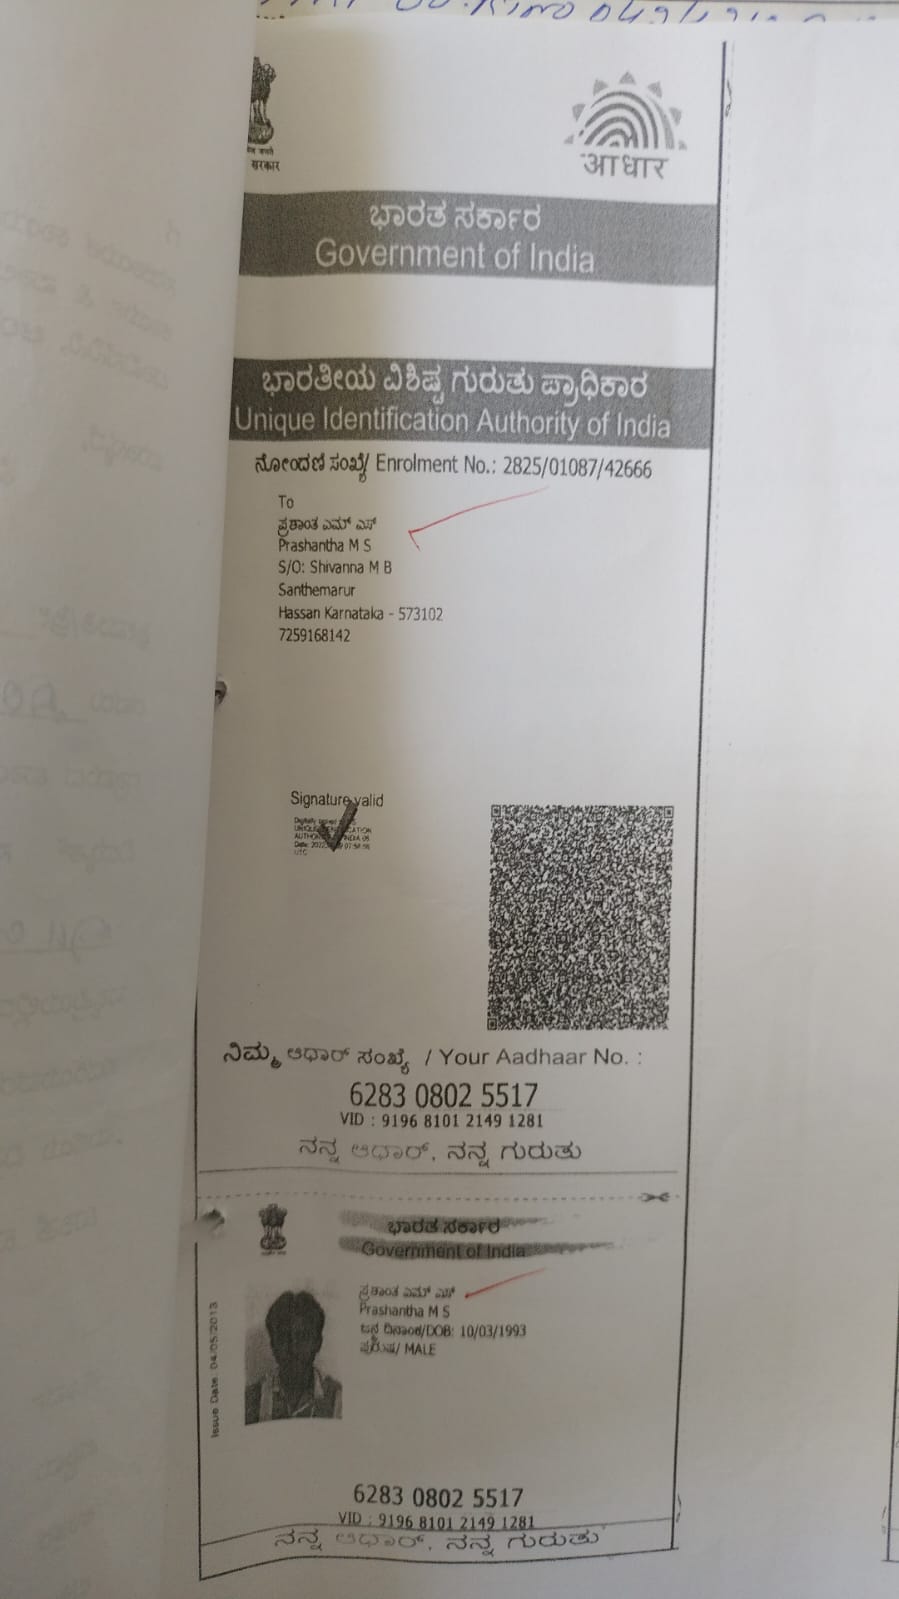 सरकार
आधार
ಭಾರತ ಸರ್ಕಾರ
Government of India
ಭಾರತೀಯ ವಿಶಿಷ್ಟ ಗುರುತು ಪ್ರಾಧಿಕಾರ
Unique Identification Authority of India
ನೋಂದಣಿ ಸಂಖ್ಯೆ/ Enrolment No.: 2825/01087/42666
To
ಪ್ರಶಾಂತ ಎಮ್ ಎಸ್
Prashantha M S
S/O: Shivanna M B
Santhemarur
Hassan Karnataka - 573102
7259168142
Signature valid
ನಿಮ್ಮ ಆಧಾರ್ ಸಂಖ್ಯೆ / Your Aadhaar No. :
6283 0802 5517
VID : 9196 8101 2149 1281
ನನ್ನ ಆಧಾರ್, ನನ್ನ ಗುರುತು
ಭಾರತ ಸರ್ಕಾರ
Government of India
Issue Date: 04/05/2013
ಪ್ರಶಾಂತ ಎಮ್ ಎಸ್
Prashantha M S
ಜನ್ಮ ದಿನಾಂಕ/DOB: 10/03/1993
ಪುರುಷ/ MALE
6283 0802 5517
VID : 9196 8101 2149 1281
ನನ್ನ ಆಧಾರ್, ನನ್ನ ಗುರುತು